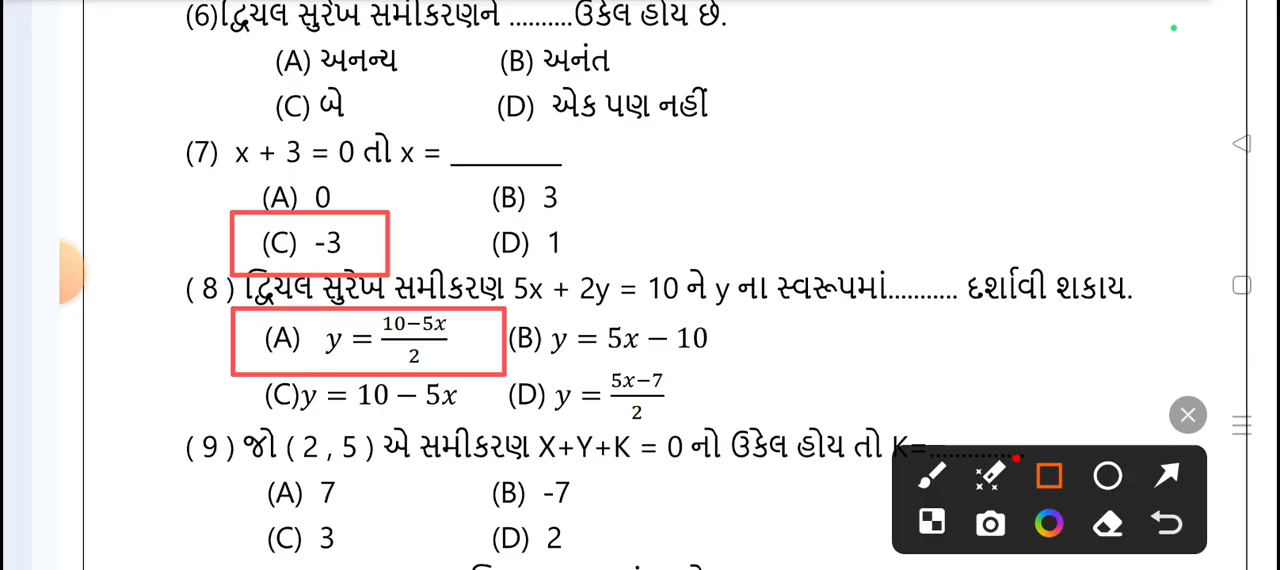 (6)દ્વિચલ સુરેખ સમીકરણને ..........ઉકેલ હોય છે.
(A) અનન્ય (B) અનંત
(C) બે (D) એક પણ નહીં
(7) x + 3 = 0 તો x = ________
(A) 0 (B) 3
(C) -3 (D) 1
( 8 ) દ્વિચલ સુરેખ સમીકરણ 5x + 2y = 10 ને y ના સ્વરૂપમાં........... દર્શાવી શકાય.
(A) y = \frac{10−5x}{2} (B) y = 5x − 10
(C)y = 10 − 5x (D) y = \frac{5x−7}{2}
( 9 ) જો ( 2 , 5 ) એ સમીકરણ X+Y+K = 0 નો ઉકેલ હોય તો K=..............
(A) 7 (B) -7
(C) 3 (D) 2